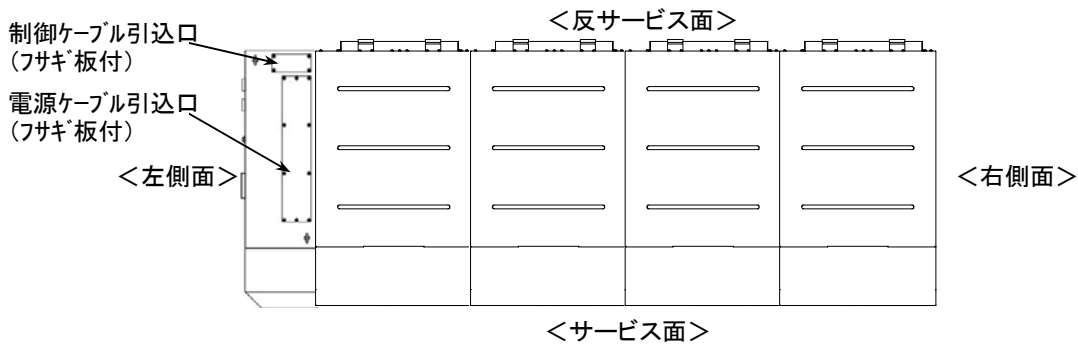 ＜反サービス面＞
制御ケーブル引込口
（フサギ板付）
電源ケーブル引込口
（フサギ板付）
＜左側面＞
＜右側面＞
＜サービス面＞